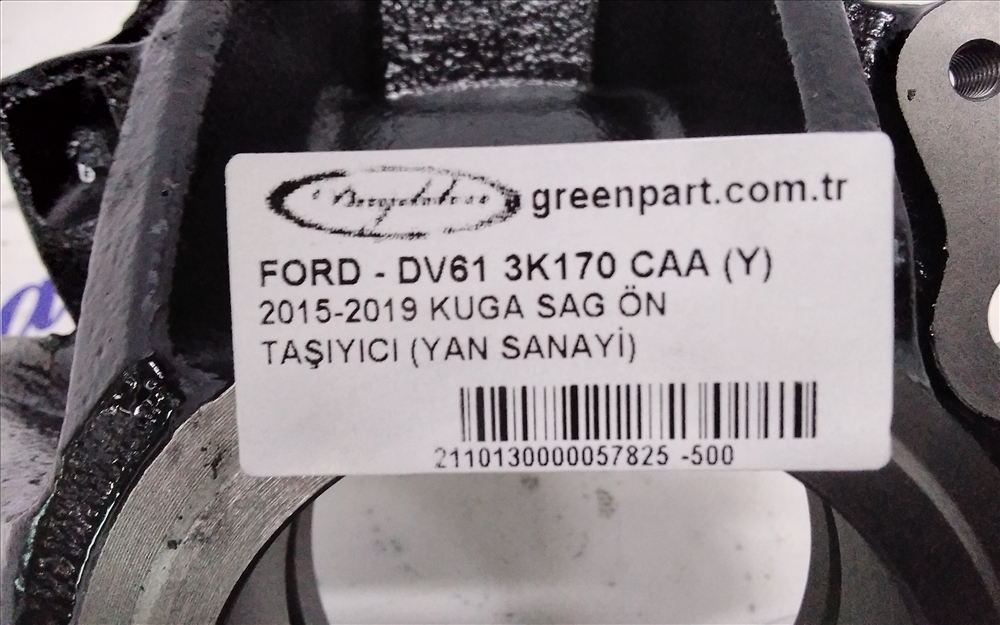 greenpart.com.tr
FORD - DV61 3K170 CAA (Y)
2015-2019 KUGA SAG ÖN
TAŞIYICI (YAN SANAYİ)
2110130000057825 -500